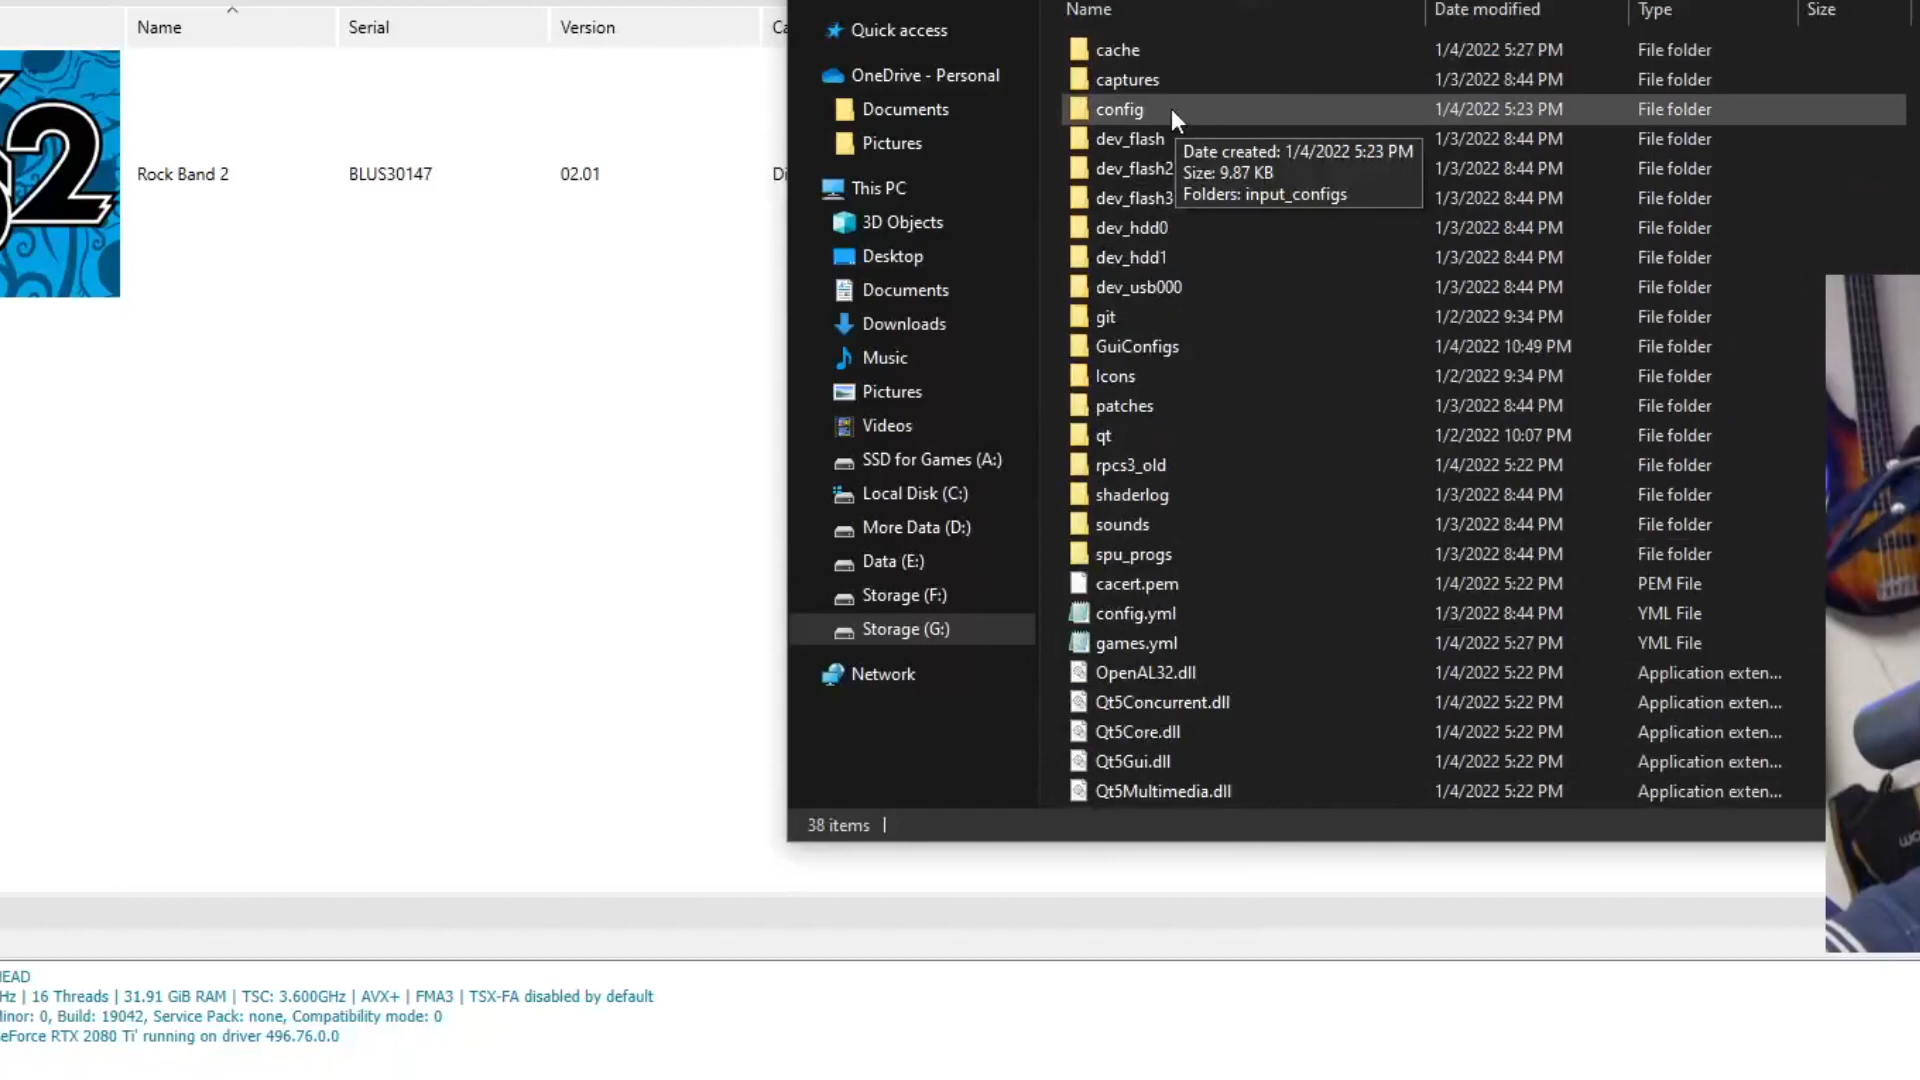 Name Serial Version Ca
2
Rock Band 2 BLUS30147 02.01 Di
Quick access
OneDrive - Personal
Documents
Pictures
This PC
3D Objects
Desktop
Documents
Downloads
Music
Pictures
Videos
SSD for Games (A:)
Local Disk (C:)
More Data (D:)
Data (E:)
Storage (F:)
Storage (G:)
Network
Name Date modified Type Size
cache 1/4/2022 5:27 PM File folder
captures 1/3/2022 8:44 PM File folder
config 1/4/2022 5:23 PM File folder
dev_flash 1/3/2022 8:44 PM File folder
dev_flash2 1/3/2022 8:44 PM File folder
dev_flash3 1/3/2022 8:44 PM File folder
Date created: 1/4/2022 5:23 PM
Size: 9.87 KB
Folders: input_configs
dev_hdd0 1/3/2022 8:44 PM File folder
dev_hdd1 1/3/2022 8:44 PM File folder
dev_usb000 1/3/2022 8:44 PM File folder
git 1/2/2022 9:34 PM File folder
GuiConfigs 1/4/2022 10:49 PM File folder
Icons 1/2/2022 9:34 PM File folder
patches 1/3/2022 8:44 PM File folder
qt 1/2/2022 10:07 PM File folder
rpcs3_old 1/4/2022 5:22 PM File folder
shaderlog 1/3/2022 8:44 PM File folder
sounds 1/3/2022 8:44 PM File folder
spu_progs 1/3/2022 8:44 PM File folder
cacert.pem 1/4/2022 5:22 PM PEM File
config.yml 1/3/2022 8:44 PM YML File
games.yml 1/4/2022 5:27 PM YML File
OpenAL32.dll 1/4/2022 5:22 PM Application exten...
Qt5Concurrent.dll 1/4/2022 5:22 PM Application exten...
Qt5Core.dll 1/4/2022 5:22 PM Application exten...
Qt5Gui.dll 1/4/2022 5:22 PM Application exten...
Qt5Multimedia.dll 1/4/2022 5:22 PM Application exten...
38 items
HEAD
Hz | 16 Threads | 31.91 GiB RAM | TSC: 3.600GHz | AVX+ | FMA3 | TSX-FA disabled by default
Minor: 0, Build: 19042, Service Pack: none, Compatibility mode: 0
eForce RTX 2080 Ti' running on driver 496.76.0.0